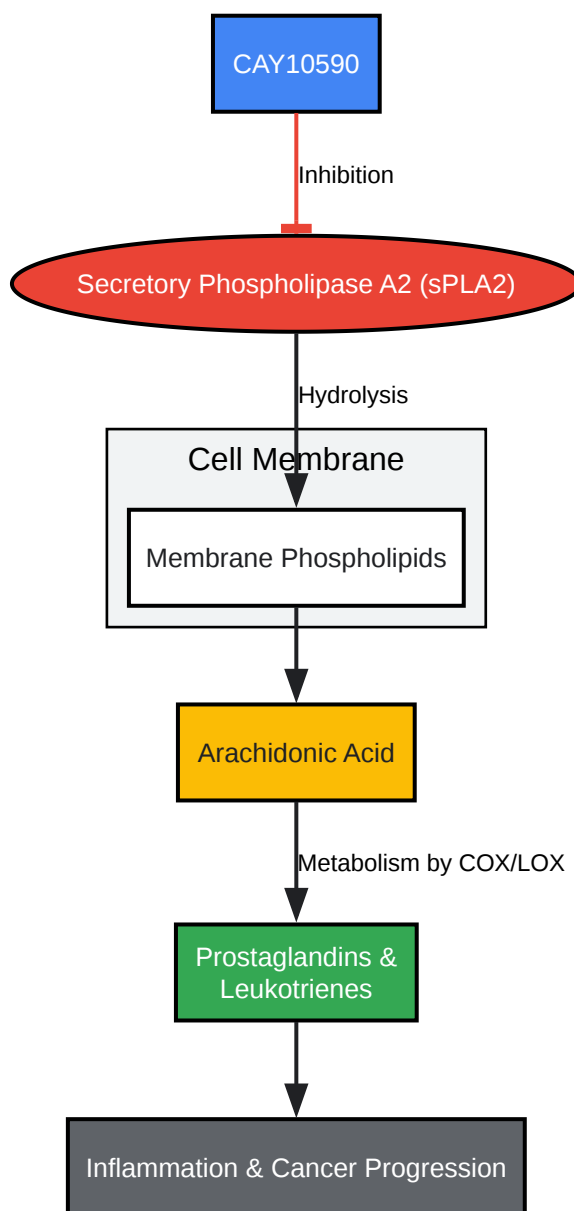 CAY10590
Inhibition
Secretory Phospholipase A2 (sPLA2)
Hydrolysis
Cell Membrane
Membrane Phospholipids
Arachidonic Acid
Metabolism by COX/LOX
Prostaglandins &
Leukotrienes
Inflammation & Cancer Progression